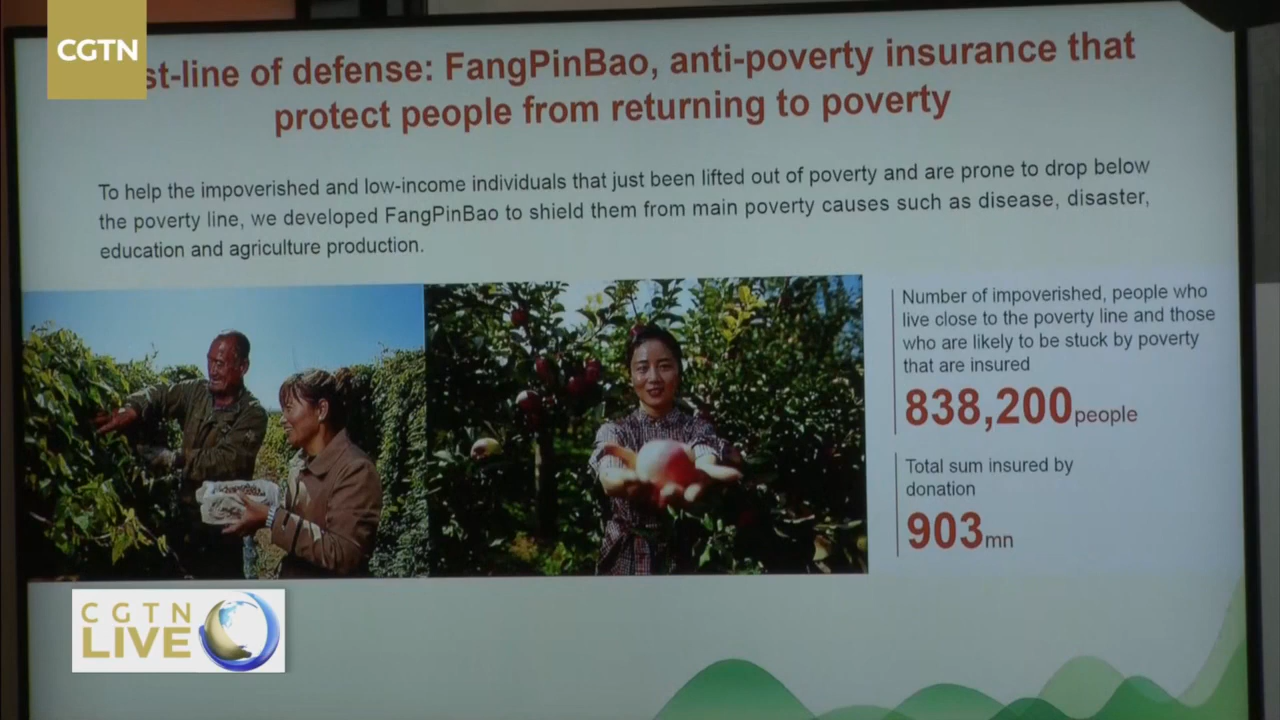 CGTN
st-line of defense: FangPinBao, anti-poverty insurance that
protect people from returning to poverty
To help the impoverished and low-income individuals that just been lifted out of poverty and are prone to drop below
the poverty line, we developed FangPinBao to shield them from main poverty causes such as disease, disaster,
education and agriculture production.
Number of impoverished, people who
live close to the poverty line and those
who are likely to be stuck by poverty
that are insured
838,200 people
Total sum insured by
donation
903 mn
CGTN
LIVE